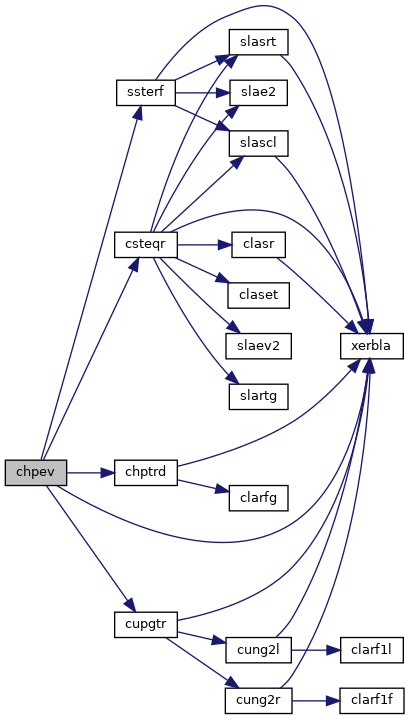 slasrt
ssterf
slae2
slascl
csteqr
clasr
claset
slaev2
xerbla
slartg
chpev
chptrd
clarfg
cupgtr
cung2l
clarf1l
cung2r
clarf1f